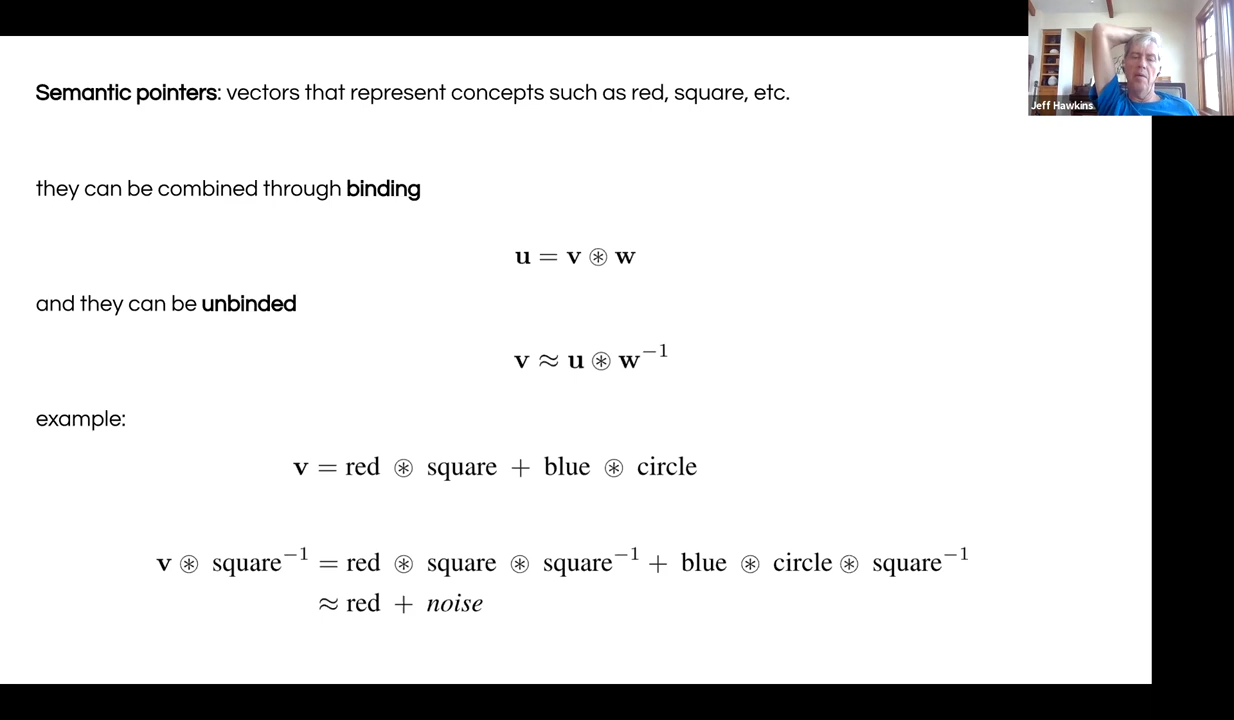 Semantic pointers: vectors that represent concepts such as red, square, etc.
Jeff Hawkins
they can be combined through binding
u = v ⊛ w
and they can be unbinded
v ≈ u ⊛ w⁻¹
example:
v = red ⊛ square + blue ⊛ circle
v ⊛ square⁻¹ = red ⊛ square ⊛ square⁻¹ + blue ⊛ circle ⊛ square⁻¹
≈ red + noise